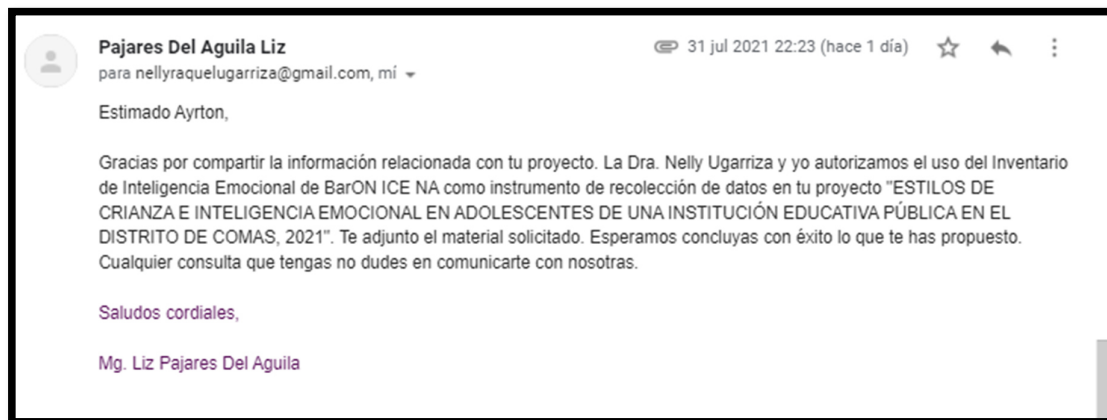 Pajares Del Aguila Liz
31 jul 2021 22:23 (hace 1 día)
para nellyraquelugarriza@gmail.com, mí
Estimado Ayrton,
Gracias por compartir la información relacionada con tu proyecto. La Dra. Nelly Ugarriza y yo autorizamos el uso del Inventario
de Inteligencia Emocional de BarON ICE NA como instrumento de recolección de datos en tu proyecto "ESTILOS DE
CRIANZA E INTELIGENCIA EMOCIONAL EN ADOLESCENTES DE UNA INSTITUCIÓN EDUCATIVA PÚBLICA EN EL
DISTRITO DE COMAS, 2021". Te adjunto el material solicitado. Esperamos concluyas con éxito lo que te has propuesto.
Cualquier consulta que tengas no dudes en comunicarte con nosotras.
Saludos cordiales,
Mg. Liz Pajares Del Aguila